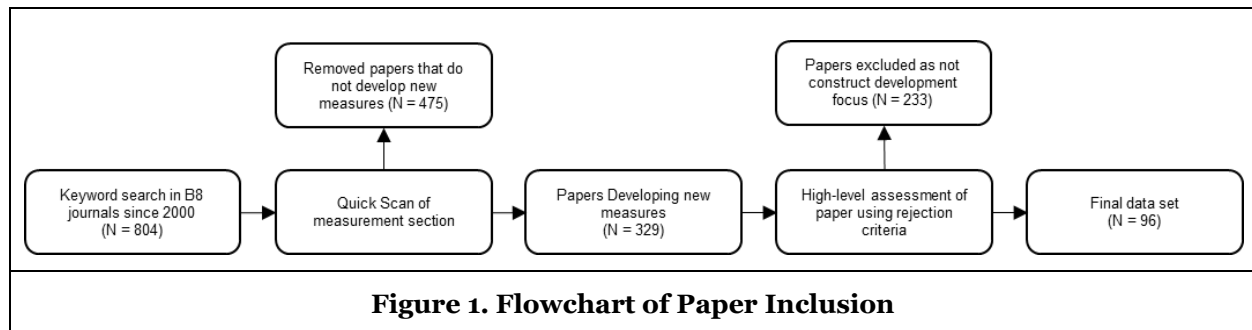 Removed papers that do
not develop new
measures (N = 475)
Papers excluded as not
construct development
focus (N = 233)
Keyword search in B8
journals since 2000
(N = 804)
Quick Scan of
measurement section
Papers Developing new
measures
(N = 329)
High-level assessment of
paper using rejection
criteria
Final data set
(N = 96)
Figure 1. Flowchart of Paper Inclusion